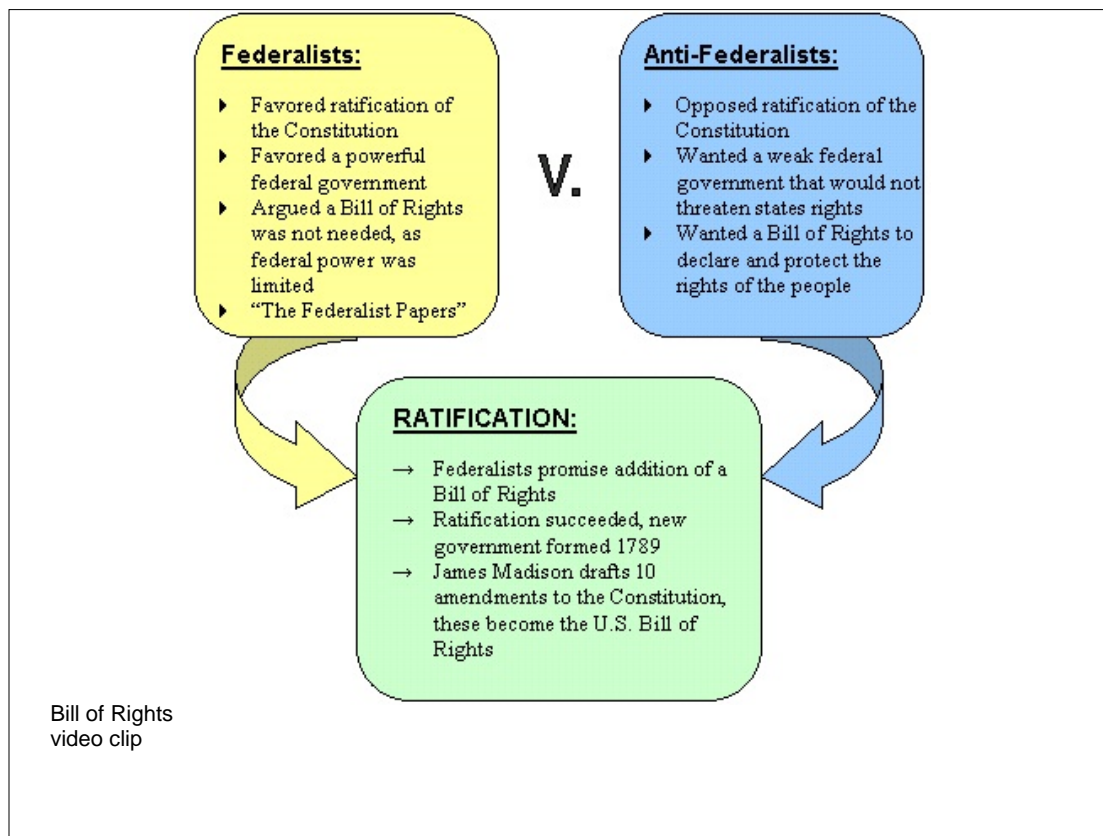 Federalists:
▶ Favored ratification of
the Constitution
▶ Favored a powerful
federal government
▶ Argued a Bill of Rights
was not needed, as
federal power was
limited
▶ “The Federalist Papers”
V.
Anti-Federalists:
▶ Opposed ratification of the
Constitution
▶ Wanted a weak federal
government that would not
threaten states rights
▶ Wanted a Bill of Rights to
declare and protect the
rights of the people
RATIFICATION:
→ Federalists promise addition of a
Bill of Rights
→ Ratification succeeded, new
government formed 1789
→ James Madison drafts 10
amendments to the Constitution,
these become the U.S. Bill of
Rights
Bill of Rights
video clip